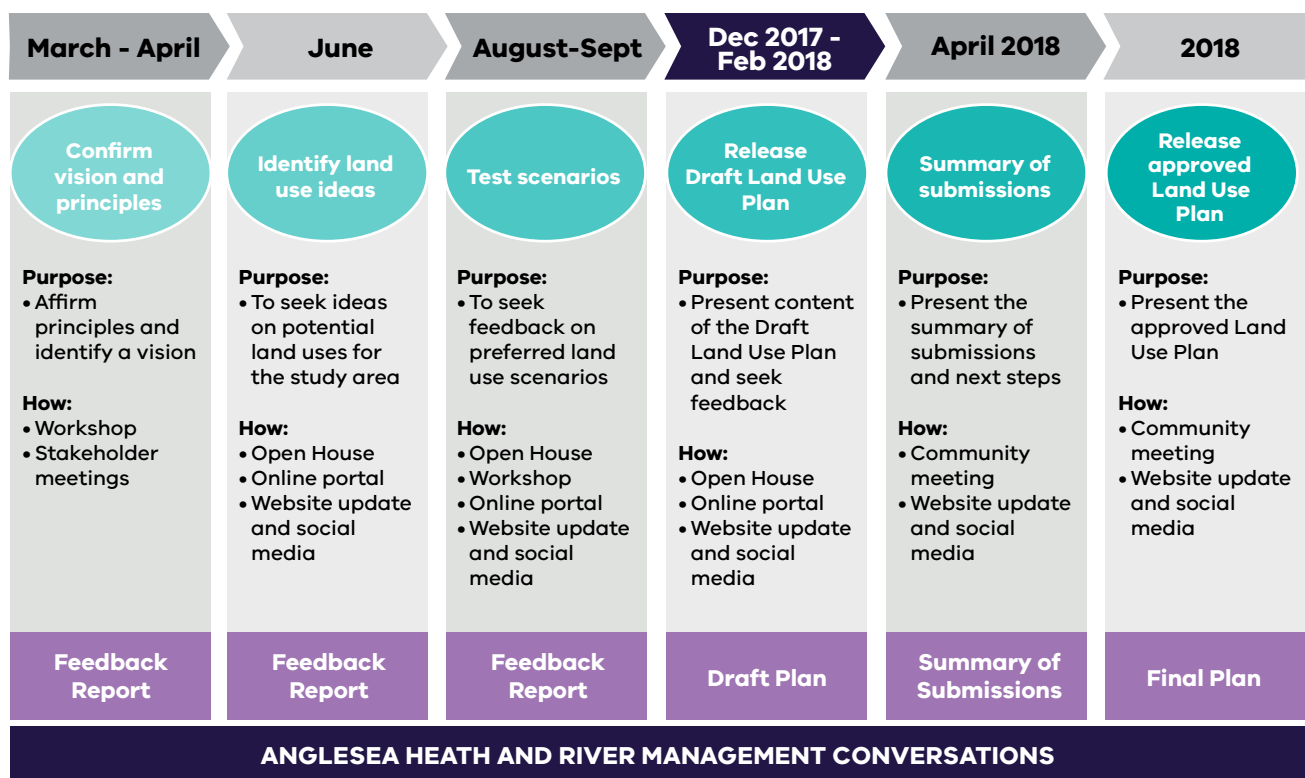 March - April
June
August-Sept
Dec 2017 -
Feb 2018
April 2018
2018
Confirm
vision and
principles
Purpose:
• Affirm
principles and
identify a vision
How:
• Workshop
• Stakeholder
meetings
Feedback
Report
Identify land
use ideas
Purpose:
• To seek ideas
on potential
land uses for
the study area
How:
• Open House
• Online portal
• Website update
and social
media
Feedback
Report
Test scenarios
Purpose:
• To seek
feedback on
preferred land
use scenarios
How:
• Open House
• Workshop
• Online portal
• Website update
and social
media
Feedback
Report
Release
Draft Land Use
Plan
Purpose:
• Present content
of the Draft
Land Use Plan
and seek
feedback
How:
• Open House
• Online portal
• Website update
and social
media
Draft Plan
Summary of
submissions
Purpose:
• Present the
summary of
submissions
and next steps
How:
• Community
meeting
• Website update
and social
media
Summary of
Submissions
Release
approved
Land Use
Plan
Purpose:
• Present the
approved Land
Use Plan
How:
• Community
meeting
• Website update
and social
media
Final Plan
ANGLESEA HEATH AND RIVER MANAGEMENT CONVERSATIONS